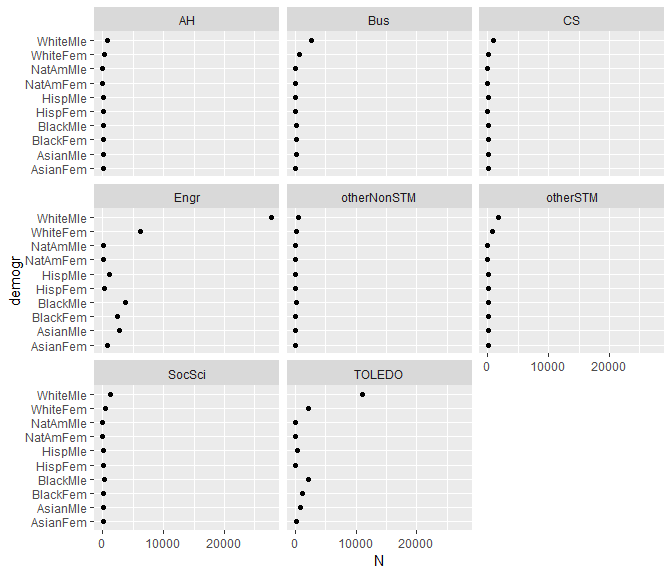 AH
Bus
CS
WhiteMle
WhiteFem
NatAmMle
NatAmFem
HispMle
HispFem
BlackMle
BlackFem
AsianMle
AsianFem
Engr
otherNonSTM
otherSTM
WhiteMle
WhiteFem
NatAmMle
NatAmFem
HispMle
HispFem
BlackMle
BlackFem
AsianMle
AsianFem
demogr
0 10000 20000
SocSci
TOLEDO
WhiteMle
WhiteFem
NatAmMle
NatAmFem
HispMle
HispFem
BlackMle
BlackFem
AsianMle
AsianFem
0 10000 20000
0 10000 20000
N